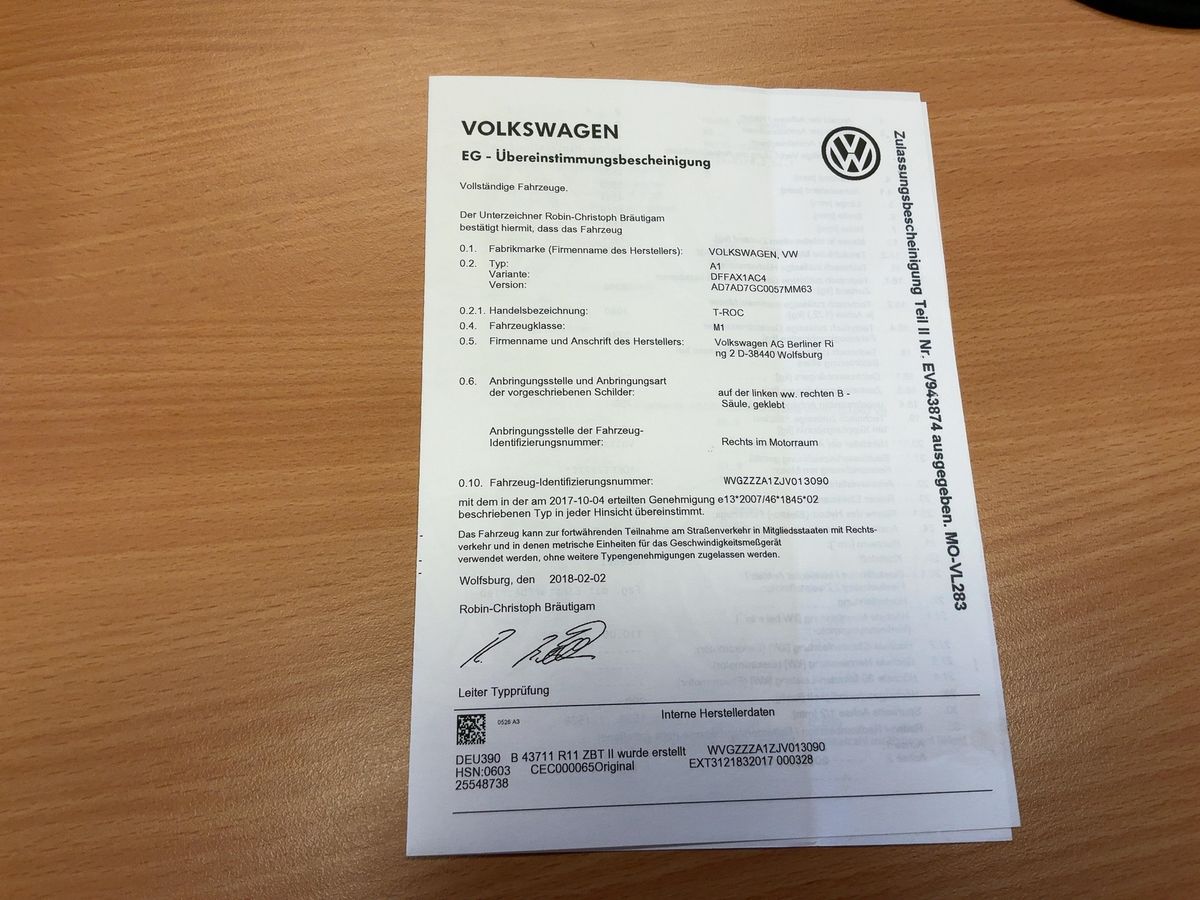 VOLKSWAGEN
EG - Übereinstimmungsbescheinigung
Vollständige Fahrzeuge.
Der Unterzeichner Robin-Christoph Bräutigam
bestätigt hiermit, dass das Fahrzeug
0.1. Fabrikmarke (Firmenname des Herstellers): VOLKSWAGEN, VW
0.2. Typ: A1
Variante: DFFAX1AC4
Version: AD7AD7GC0057MM63
0.2.1. Handelsbezeichnung: T-ROC
0.4. Fahrzeugklasse: M1
0.5. Firmenname und Anschrift des Herstellers: Volkswagen AG Berliner Ri
ng 2 D-38440 Wolfsburg
0.6. Anbringungsstelle und Anbringungsart
der vorgeschriebenen Schilder: auf der linken ww. rechten B -
Säule, geklebt
Anbringungsstelle der Fahrzeug-
Identifizierungsnummer: Rechts im Motorraum
0.10. Fahrzeug-Identifizierungsnummer: WVGZZZA1ZJV013090
mit dem in der am 2017-10-04 erteilten Genehmigung e13*2007/46*1845*02
beschriebenen Typ in jeder Hinsicht übereinstimmt.
Das Fahrzeug kann zur fortwährenden Teilnahme am Straßenverkehr in Mitgliedsstaaten mit Rechts-
verkehr und in denen metrische Einheiten für das Geschwindigkeitsmeßgerät
verwendet werden, ohne weitere Typengenehmigungen zugelassen werden.
Wolfsburg, den 2018-02-02
Robin-Christoph Bräutigam
Leiter Typprüfung
Interne Herstellerdaten
0526 A3
DEU390 B 43711 R11 ZBT II wurde erstellt WVGZZZA1ZJV013090
HSN:0603 CEC000065Original EXT3121832017 000328
25548738
Zulassungsbescheinigung Teil II Nr. EV943874 ausgegeben. MO-VL283